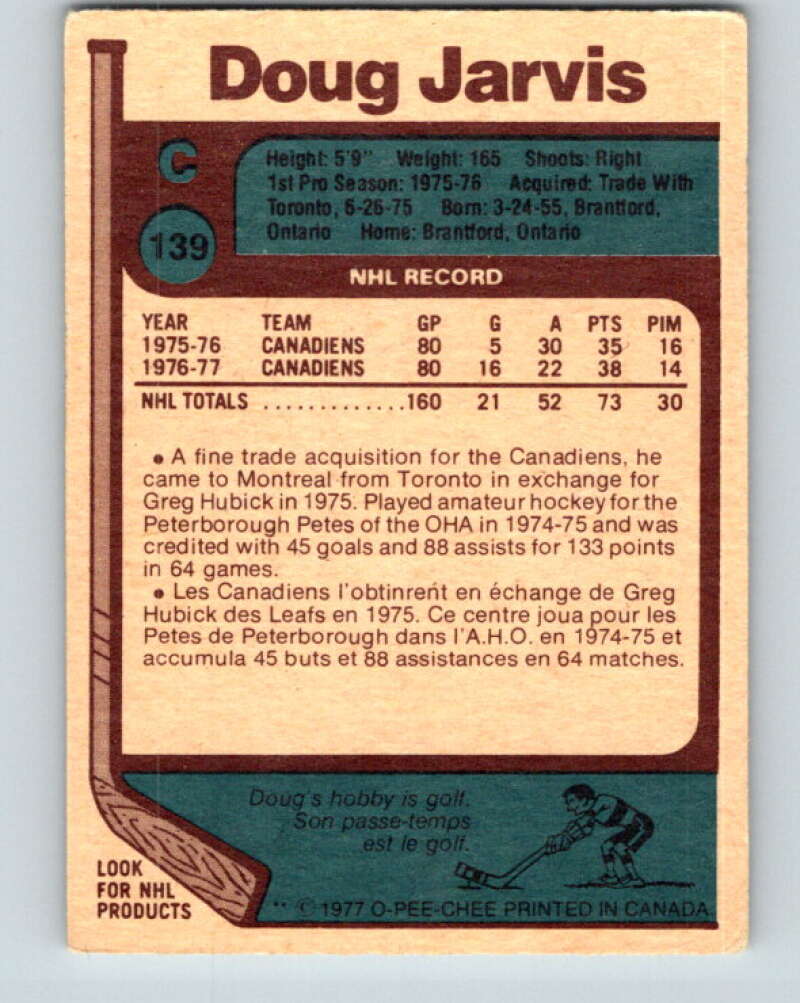 Doug Jarvis
C
139
Height: 5'9" Weight: 165 Shoots: Right
1st Pro Season: 1975-76 Acquired: Trade With
Toronto, 6-26-75 Born: 3-24-55, Brantford,
Ontario Home: Brantford, Ontario
NHL RECORD
YEAR TEAM GP G A PTS PIM
1975-76 CANADIENS 80 5 30 35 16
1976-77 CANADIENS 80 16 22 38 14
NHL TOTALS .............160 21 52 73 30
• A fine trade acquisition for the Canadiens, he
came to Montreal from Toronto in exchange for
Greg Hubick in 1975. Played amateur hockey for the
Peterborough Petes of the OHA in 1974-75 and was
credited with 45 goals and 88 assists for 133 points
in 64 games.
• Les Canadiens l'obtinrent en échange de Greg
Hubick des Leafs en 1975. Ce centre joua pour les
Petes de Peterborough dans l'A.H.O. en 1974-75 et
accumula 45 buts et 88 assistances en 64 matches.
Doug's hobby is golf.
Son passe-temps
est le golf.
LOOK
FOR NHL
PRODUCTS
** © 1977 O-PEE-CHEE PRINTED IN CANADA